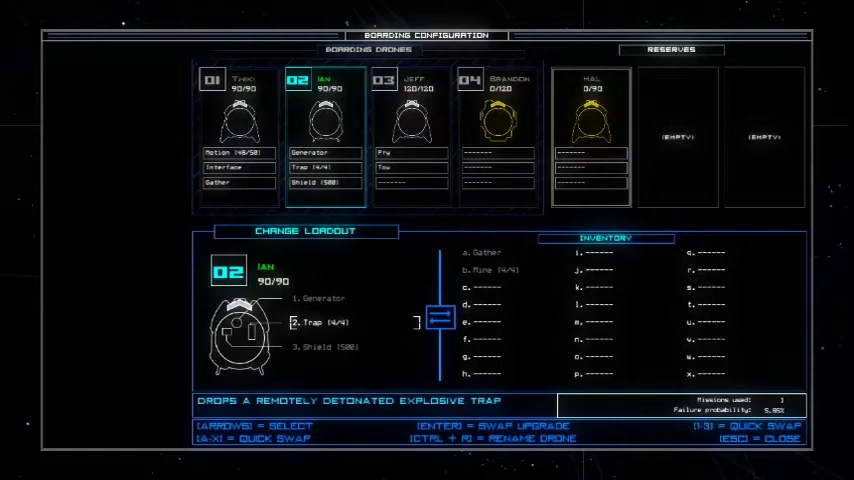 BOARDING CONFIGURATION
BOARDING DRONES
RESERVES
01
90/90
Motion (48/50)
Interface
Gather
02 IAN
90/90
Generator
Trap (4/4)
Shield (500)
03 JEFF
120/120
Pry
Tow
-------
04 BRANDON
0/120
-------
-------
-------
HAL
0/90
-------
-------
-------
(EMPTY)
(EMPTY)
CHANGE LOADOUT
02 IAN
90/90
1. Generator
2. Trap (4/4)
3. Shield (500)
INVENTORY
a. Gather
b. Mine (4/4)
c. ------
d. ------
e. ------
f. ------
g. ------
h. ------
i. ------
j. ------
k. ------
l. ------
m. ------
n. ------
o. ------
p. ------
q. ------
r. ------
s. ------
t. ------
u. ------
v. ------
w. ------
x. ------
DROPS A REMOTELY DETONATED EXPLOSIVE TRAP
Missions used: 1
Failure probability: 5.85%
(ARROWS) = SELECT
(ENTER) = SWAP UPGRADE
(1-3) = QUICK SWAP
(A-X) = QUICK SWAP
(CTRL + R) = RENAME DRONE
(ESC) = CLOSE